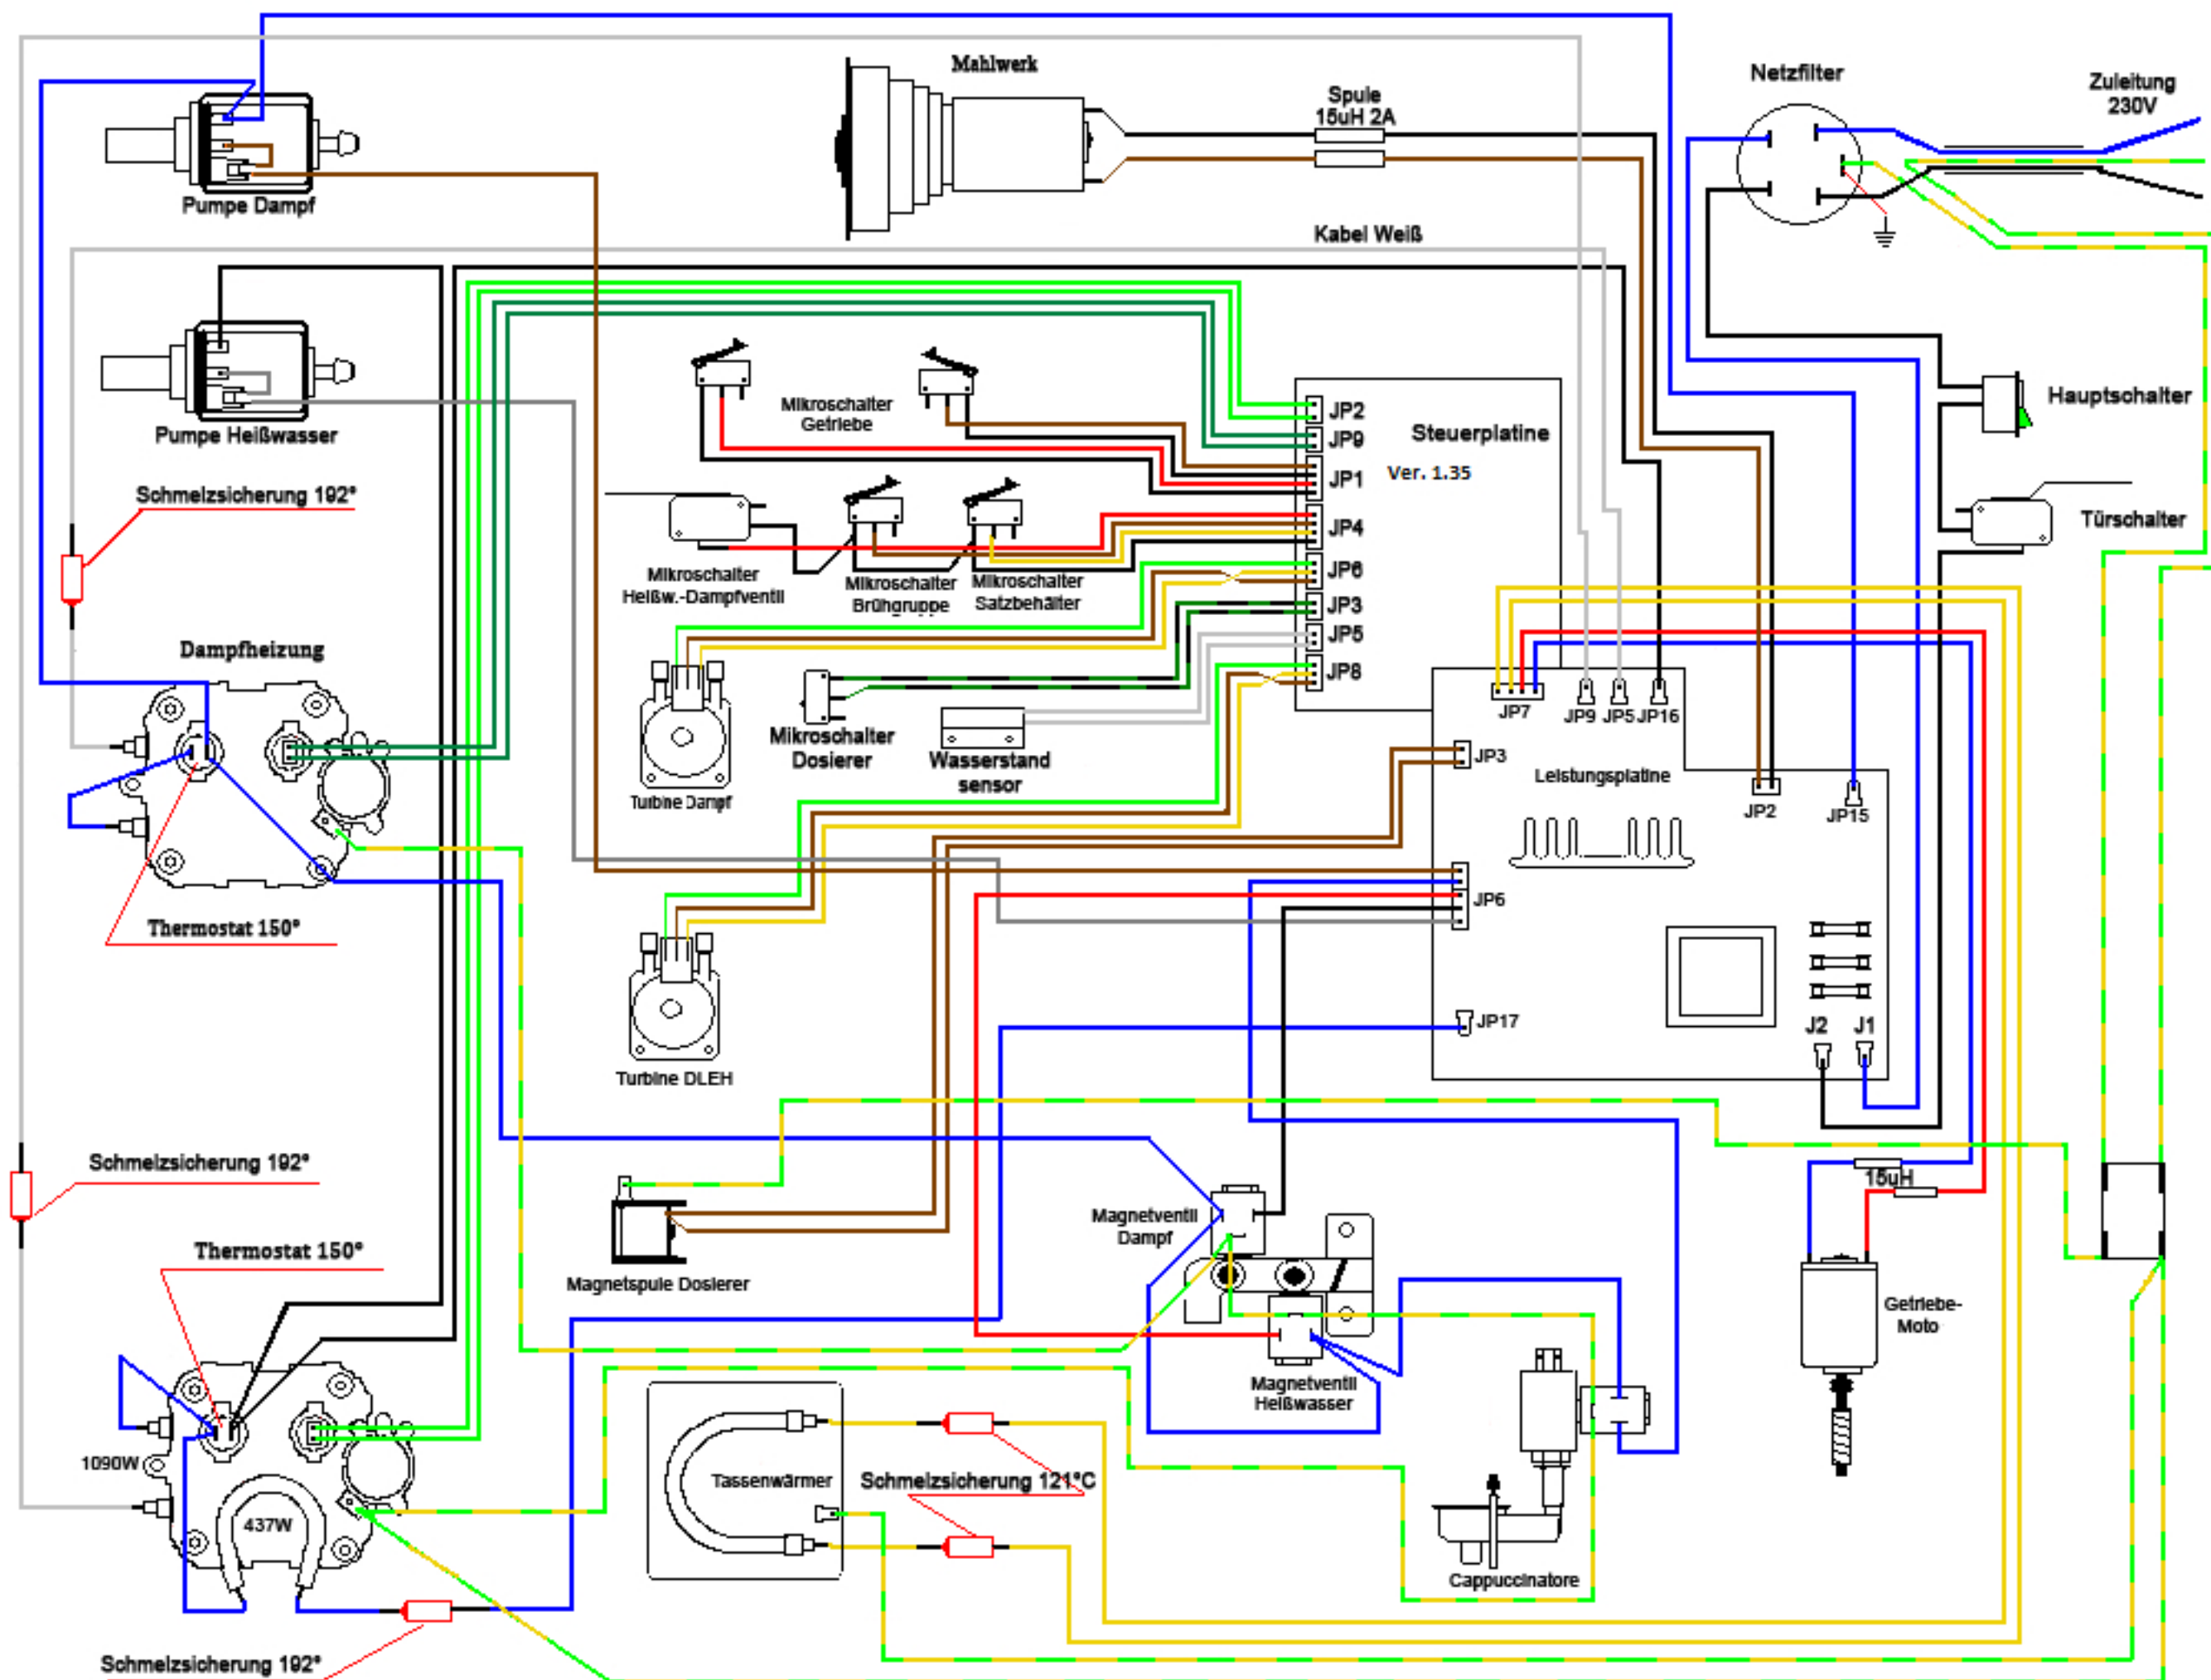 Mahlwerk
Spule
15uH 2A
Netzfilter
Zuleitung
230V
Pumpe Dampf
Kabel Weiß
Pumpe Heißwasser
Mikroschalter
Getriebe
JP2
JP9
JP1
JP4
JP6
JP3
JP5
JP8
Steuerplatine
Ver. 1.35
Hauptschalter
Türschalter
Schmelzsicherung 192°
Mikroschalter
Heißw.-Dampfventil
Mikroschalter
Brühgruppe
Mikroschalter
Satzbehälter
Dampfheizung
Mikroschalter
Dosierer
Wasserstand
sensor
Turbine Dampf
JP7
JP9
JP5
JP16
JP3
Leistungsplatine
JP2
JP15
JP6
Thermostat 150°
JP17
J2
J1
Turbine DLEH
Schmelzsicherung 192°
15uH
Thermostat 150°
Magnetspule Dosierer
Magnetventil
Dampf
Getriebe-
Moto
Magnetventil
Heißwasser
1090W
437W
Tassenwärmer
Schmelzsicherung 121°C
Cappuccinatore
Schmelzsicherung 192°